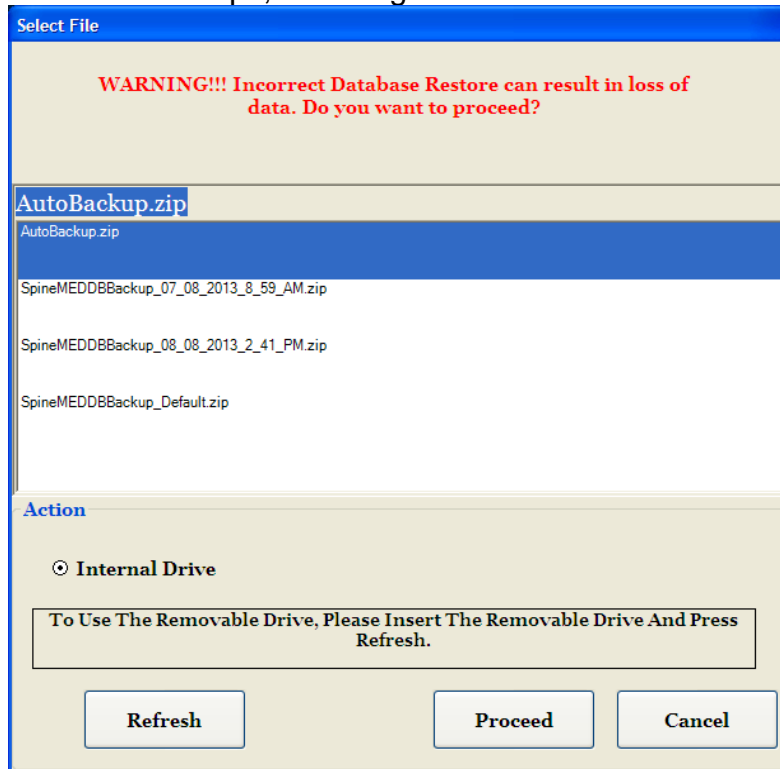 Select File
WARNING!!! Incorrect Database Restore can result in loss of
data. Do you want to proceed?
AutoBackup.zip
AutoBackup.zip
SpineMEDDBBackup_07_08_2013_8_59_AM.zip
SpineMEDDBBackup_08_08_2013_2_41_PM.zip
SpineMEDDBBackup_Default.zip
Action
Internal Drive
To Use The Removable Drive, Please Insert The Removable Drive And Press
Refresh.
Refresh
Proceed
Cancel